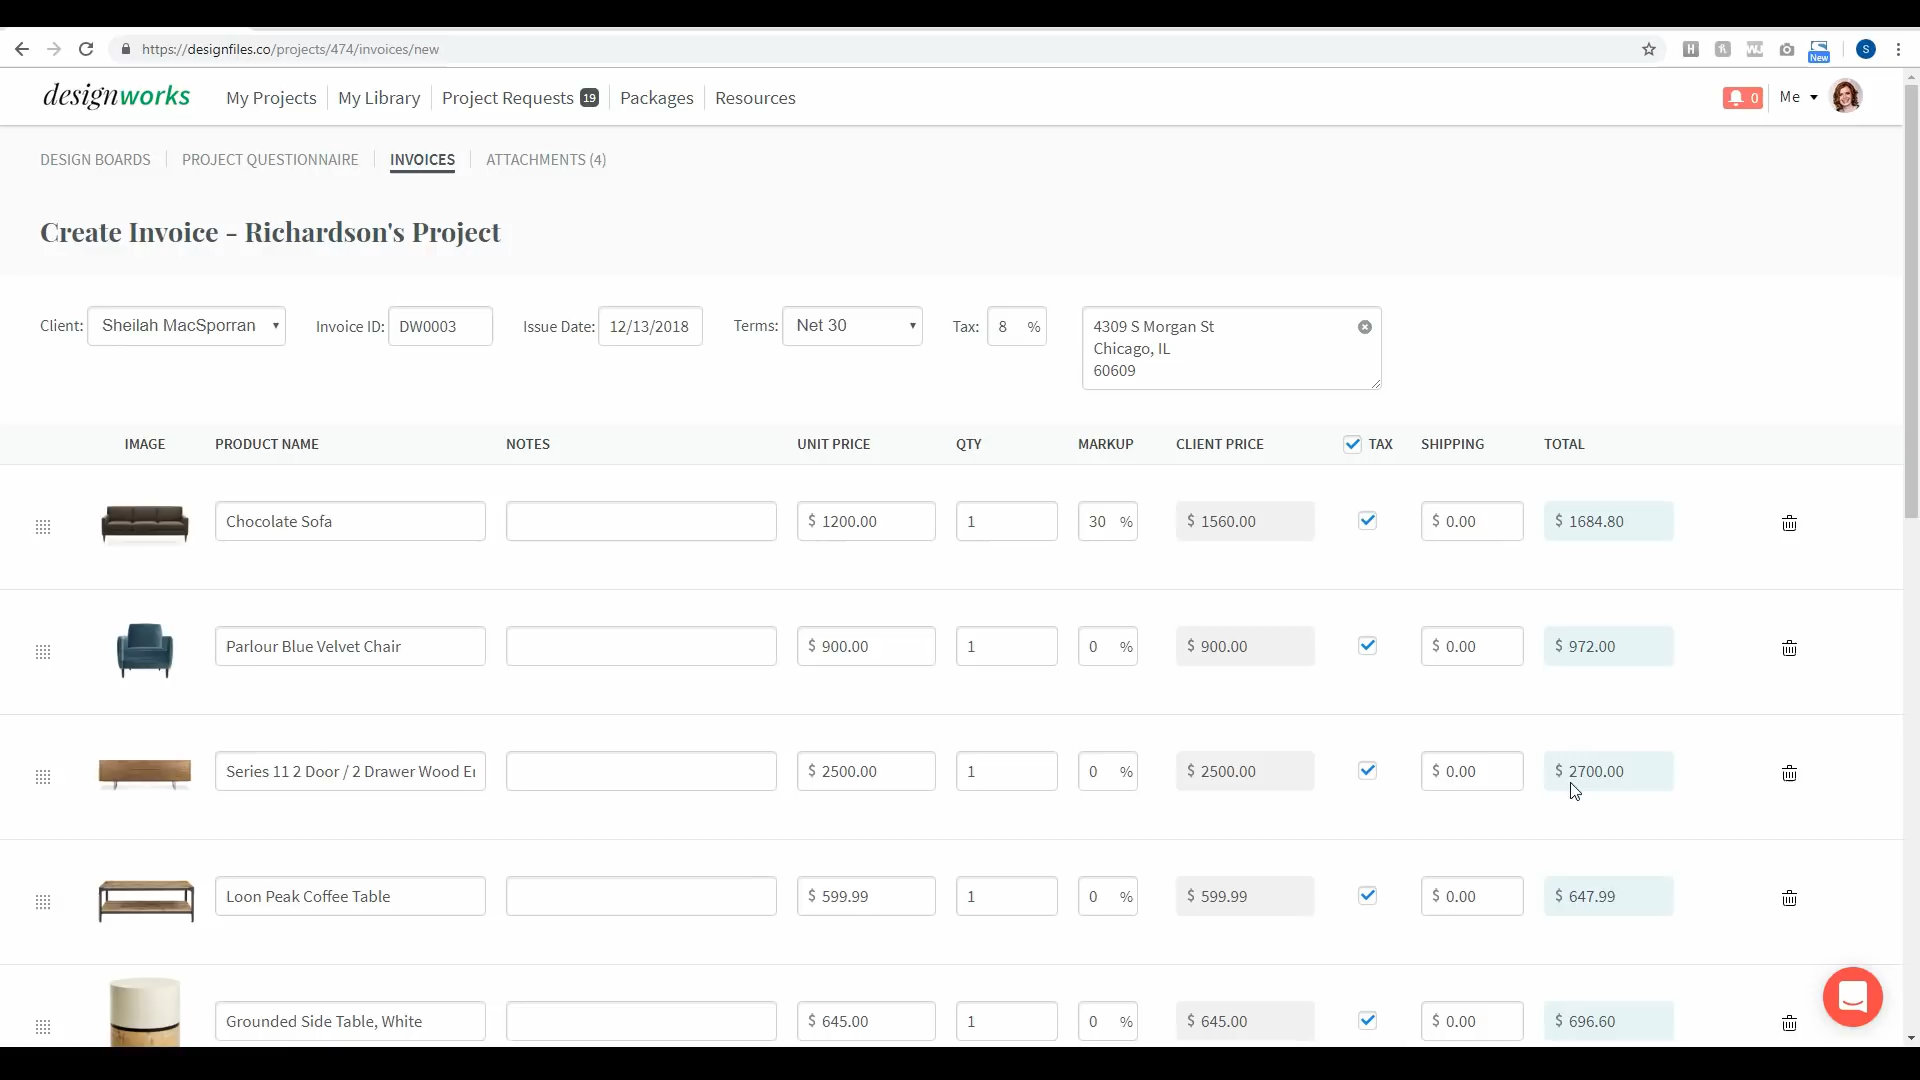 https://designfiles.co/projects/474/invoices/new
H
WJ
New
S
designworks
My Projects
My Library
Project Requests 19
Packages
Resources
0
Me
DESIGN BOARDS
PROJECT QUESTIONNAIRE
INVOICES
ATTACHMENTS (4)
Create Invoice - Richardson's Project
Client: Sheilah MacSporran
Invoice ID: DW0003
Issue Date: 12/13/2018
Terms: Net 30
Tax: 8 %
4309 S Morgan St
Chicago, IL
60609
IMAGE PRODUCT NAME NOTES UNIT PRICE QTY MARKUP CLIENT PRICE TAX SHIPPING TOTAL
Chocolate Sofa $ 1200.00 1 30 % $ 1560.00 $ 0.00 $ 1684.80
Parlour Blue Velvet Chair $ 900.00 1 0 % $ 900.00 $ 0.00 $ 972.00
Series 11 2 Door / 2 Drawer Wood $ 2500.00 1 0 % $ 2500.00 $ 0.00 $ 2700.00
Loon Peak Coffee Table $ 599.99 1 0 % $ 599.99 $ 0.00 $ 647.99
Grounded Side Table, White $ 645.00 1 0 % $ 645.00 $ 0.00 $ 696.60